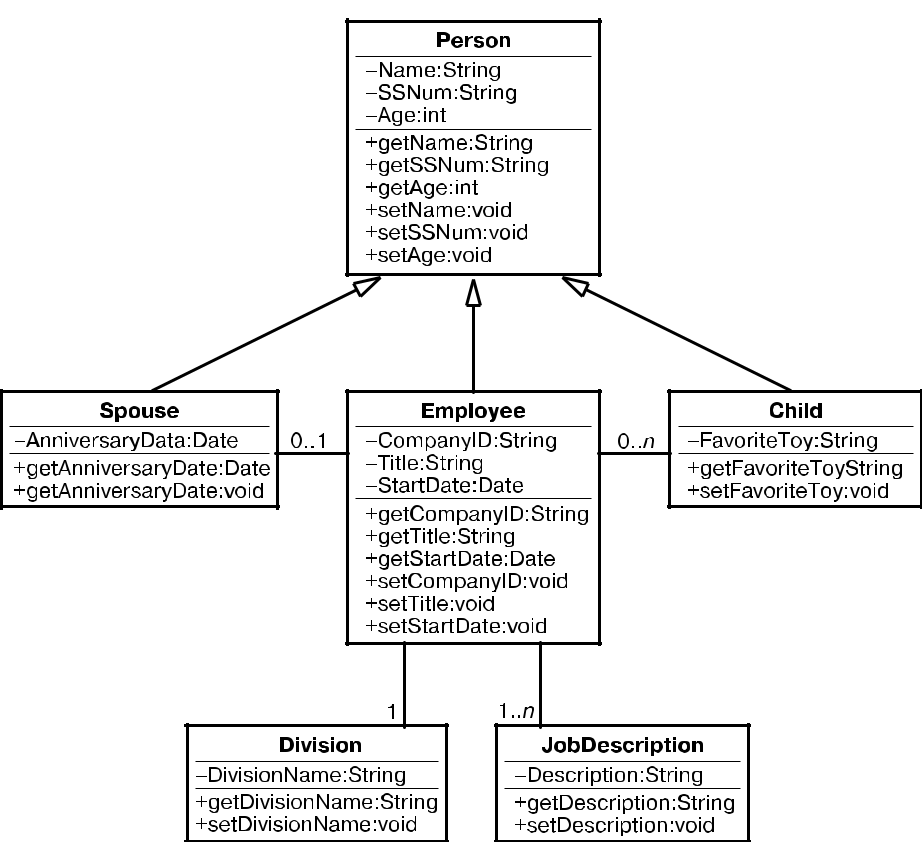 Person
–Name:String
–SSNum:String
–Age:int
+getName:String
+getSSNum:String
+getAge:int
+setName:void
+setSSNum:void
+setAge:void
Spouse
–AnniversaryData:Date
+getAnniversaryDate:Date
+getAnniversaryDate:void
0..1
Employee
–CompanyID:String
–Title:String
–StartDate:Date
+getCompanyID:String
+getTitle:String
+getStartDate:Date
+setCompanyID:void
+setTitle:void
+setStartDate:void
0..n
Child
–FavoriteToy:String
+getFavoriteToyString
+setFavoriteToy:void
1
1..n
Division
–DivisionName:String
+getDivisionName:String
+setDivisionName:void
JobDescription
–Description:String
+getDescription:String
+setDescription:void